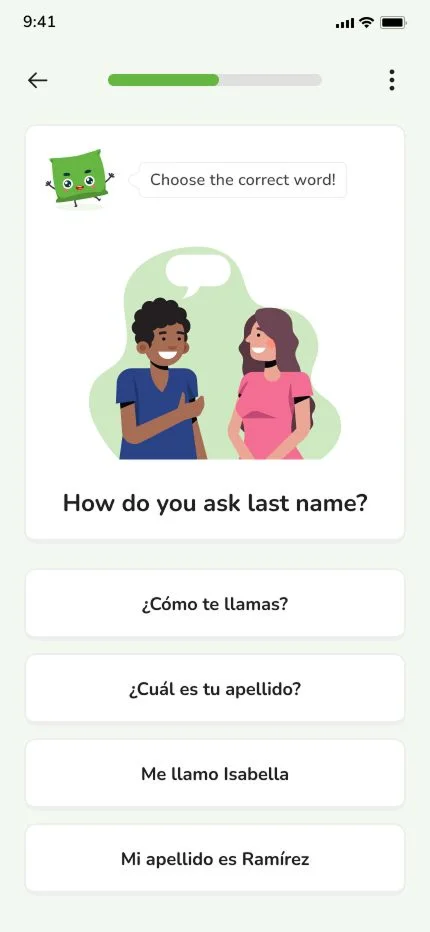 9:41
Choose the correct word!
How do you ask last name?
¿Cómo te llamas?
¿Cuál es tu apellido?
Me llamo Isabella
Mi apellido es Ramírez